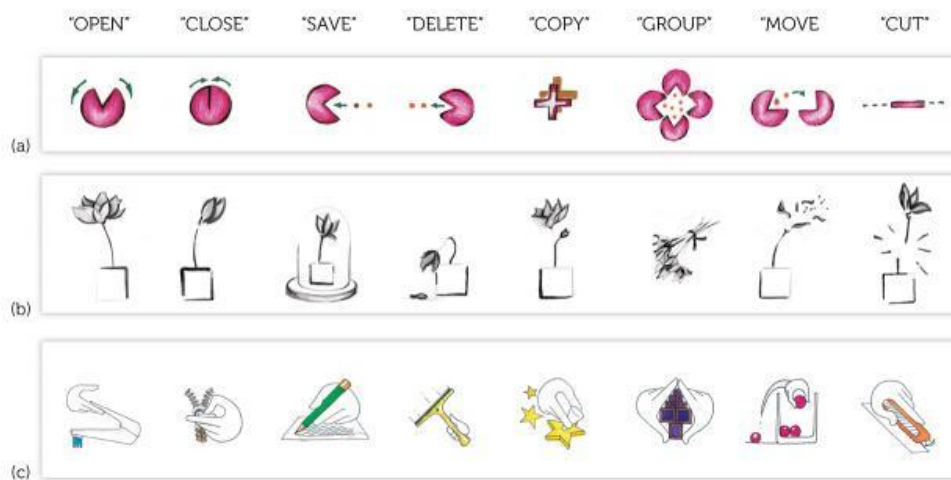 "OPEN" "CLOSE" "SAVE" "DELETE" "COPY" "GROUP" "MOVE "CUT"
(a)
(b)
(c)